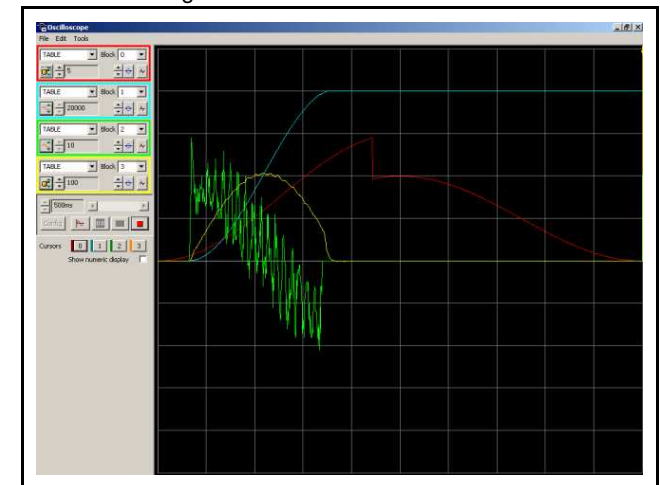 Oscilloscope
File Edit Tools
TABLE Block 0
5
TABLE Block 1
20000
TABLE Block 2
10
TABLE Block 3
100
500ms
Config
Cursors 0 1 2 3
Show numeric display